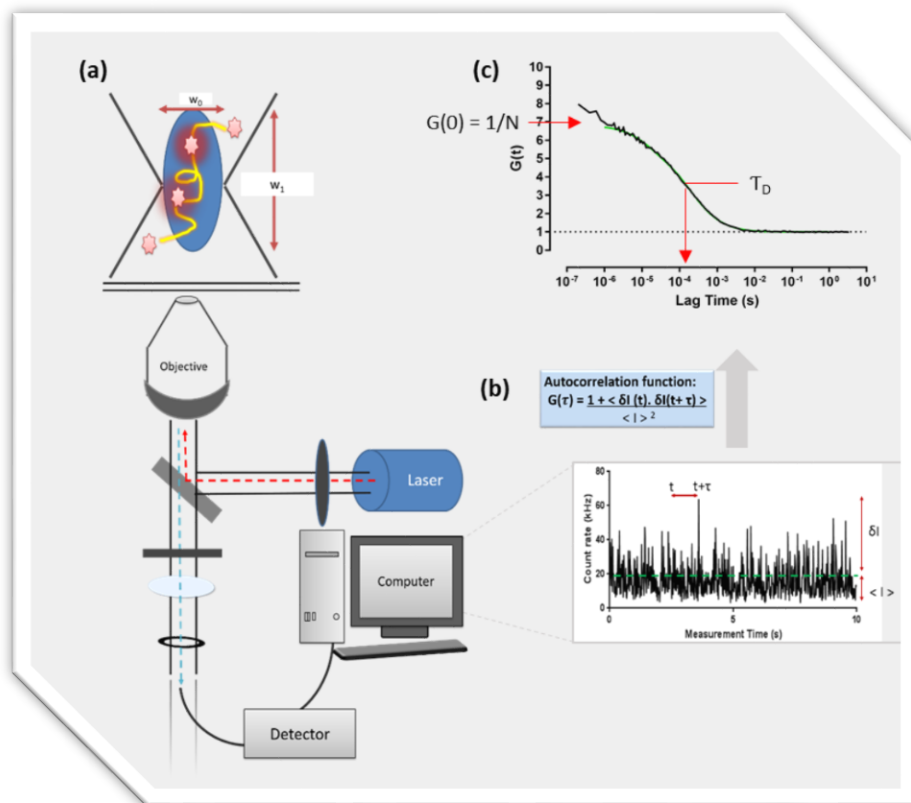 (a)
w₀
w₁
Objective
Laser
Computer
Detector
(c)
G(0) = 1/N
G(t)
10
9
8
7
6
5
4
3
2
1
0
T_D
10⁻⁷ 10⁻⁶ 10⁻⁵ 10⁻⁴ 10⁻³ 10⁻² 10⁻¹ 10⁰ 10¹
Lag Time (s)
(b)
Autocorrelation function:
G(τ) = 1 + < δI (t). δI(t+ τ) >
< I > ²
Count rate (kHz)
80
60
40
20
0
t t+τ
δI
< I >
0 5 10
Measurement Time (s)